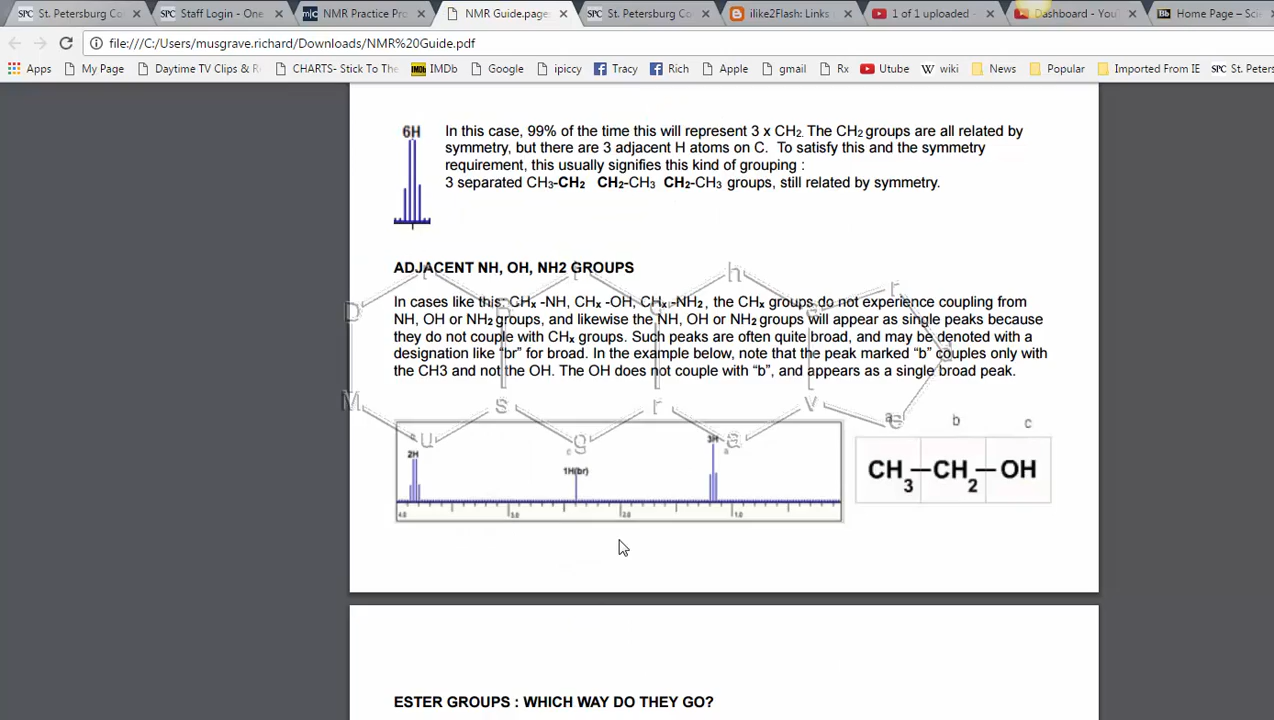 St. Petersburg Co
Staff Login - One
NMR Practice Pro
NMR Guide.page
St. Petersburg Co
ilike2Flash: Links
1 of 1 uploaded
Dashboard - You
Home Page – Sci
file:///C:/Users/musgrave.richard/Downloads/NMR%20Guide.pdf
Apps My Page Daytime TV Clips & R CHARTS- Stick To The IMDb Google ipiccy Tracy Rich Apple gmail Rx Utube wiki News Popular Imported From IE St. Peters
6H
In this case, 99% of the time this will represent 3 x CH2. The CH2 groups are all related by
symmetry, but there are 3 adjacent H atoms on C. To satisfy this and the symmetry
requirement, this usually signifies this kind of grouping :
3 separated CH3-CH2 CH2-CH3 CH2-CH3 groups, still related by symmetry.
ADJACENT NH, OH, NH2 GROUPS
In cases like this: CHx -NH, CHx -OH, CHx -NH2 , the CHx groups do not experience coupling from
NH, OH or NH2 groups, and likewise the NH, OH or NH2 groups will appear as single peaks because
they do not couple with CHx groups. Such peaks are often quite broad, and may be denoted with a
designation like "br" for broad. In the example below, note that the peak marked "b" couples only with
the CH3 and not the OH. The OH does not couple with "b", and appears as a single broad peak.
a b c
2H
1H(br)
3H
4.0 3.0 2.0 1.0
CH3-CH2-OH
ESTER GROUPS : WHICH WAY DO THEY GO?